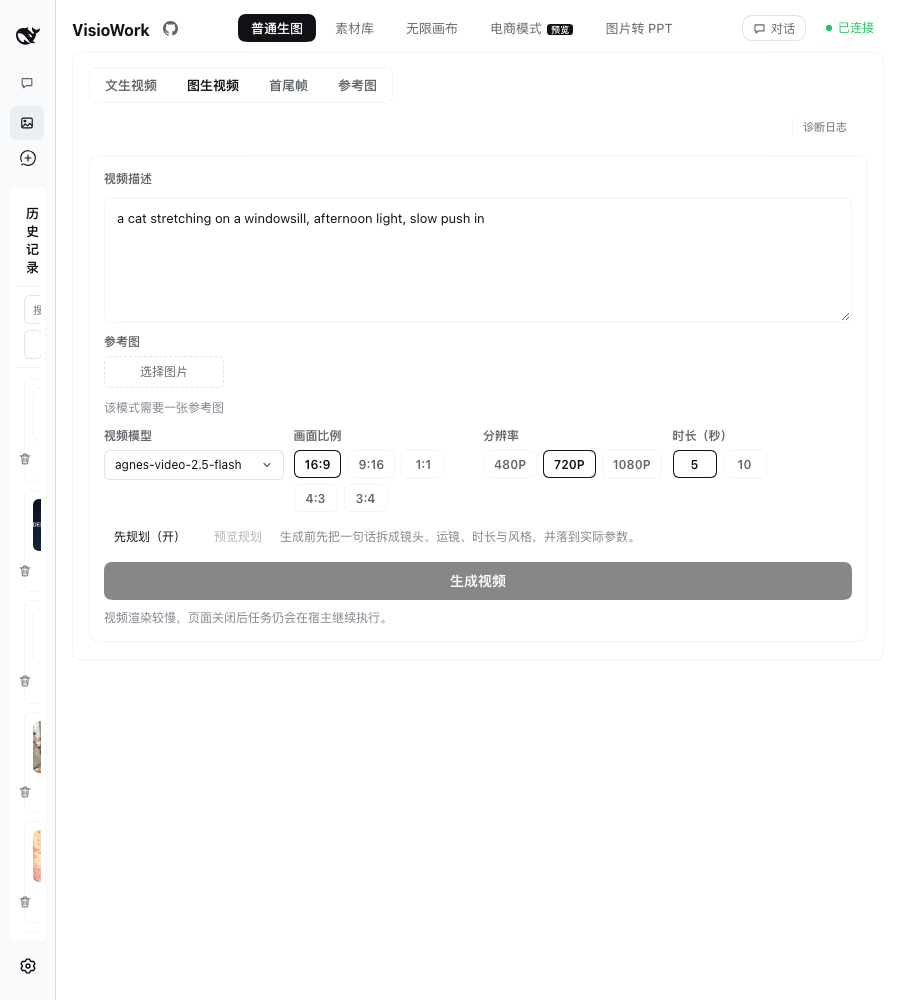 VisioWork
普通生图
素材库
无限画布
电商模式 预览
图片转 PPT
对话
已连接
文生视频
图生视频
首尾帧
参考图
诊断日志
历
史
记
录
视频描述
a cat stretching on a windowsill, afternoon light, slow push in
参考图
选择图片
该模式需要一张参考图
视频模型
agnes-video-2.5-flash
画面比例
16:9
9:16
1:1
4:3
3:4
分辨率
480P
720P
1080P
时长（秒）
5
10
先规划（开）
预览规划
生成前先把一句话拆成镜头、运镜、时长与风格，并落到实际参数。
生成视频
视频渲染较慢，页面关闭后任务仍会在宿主继续执行。